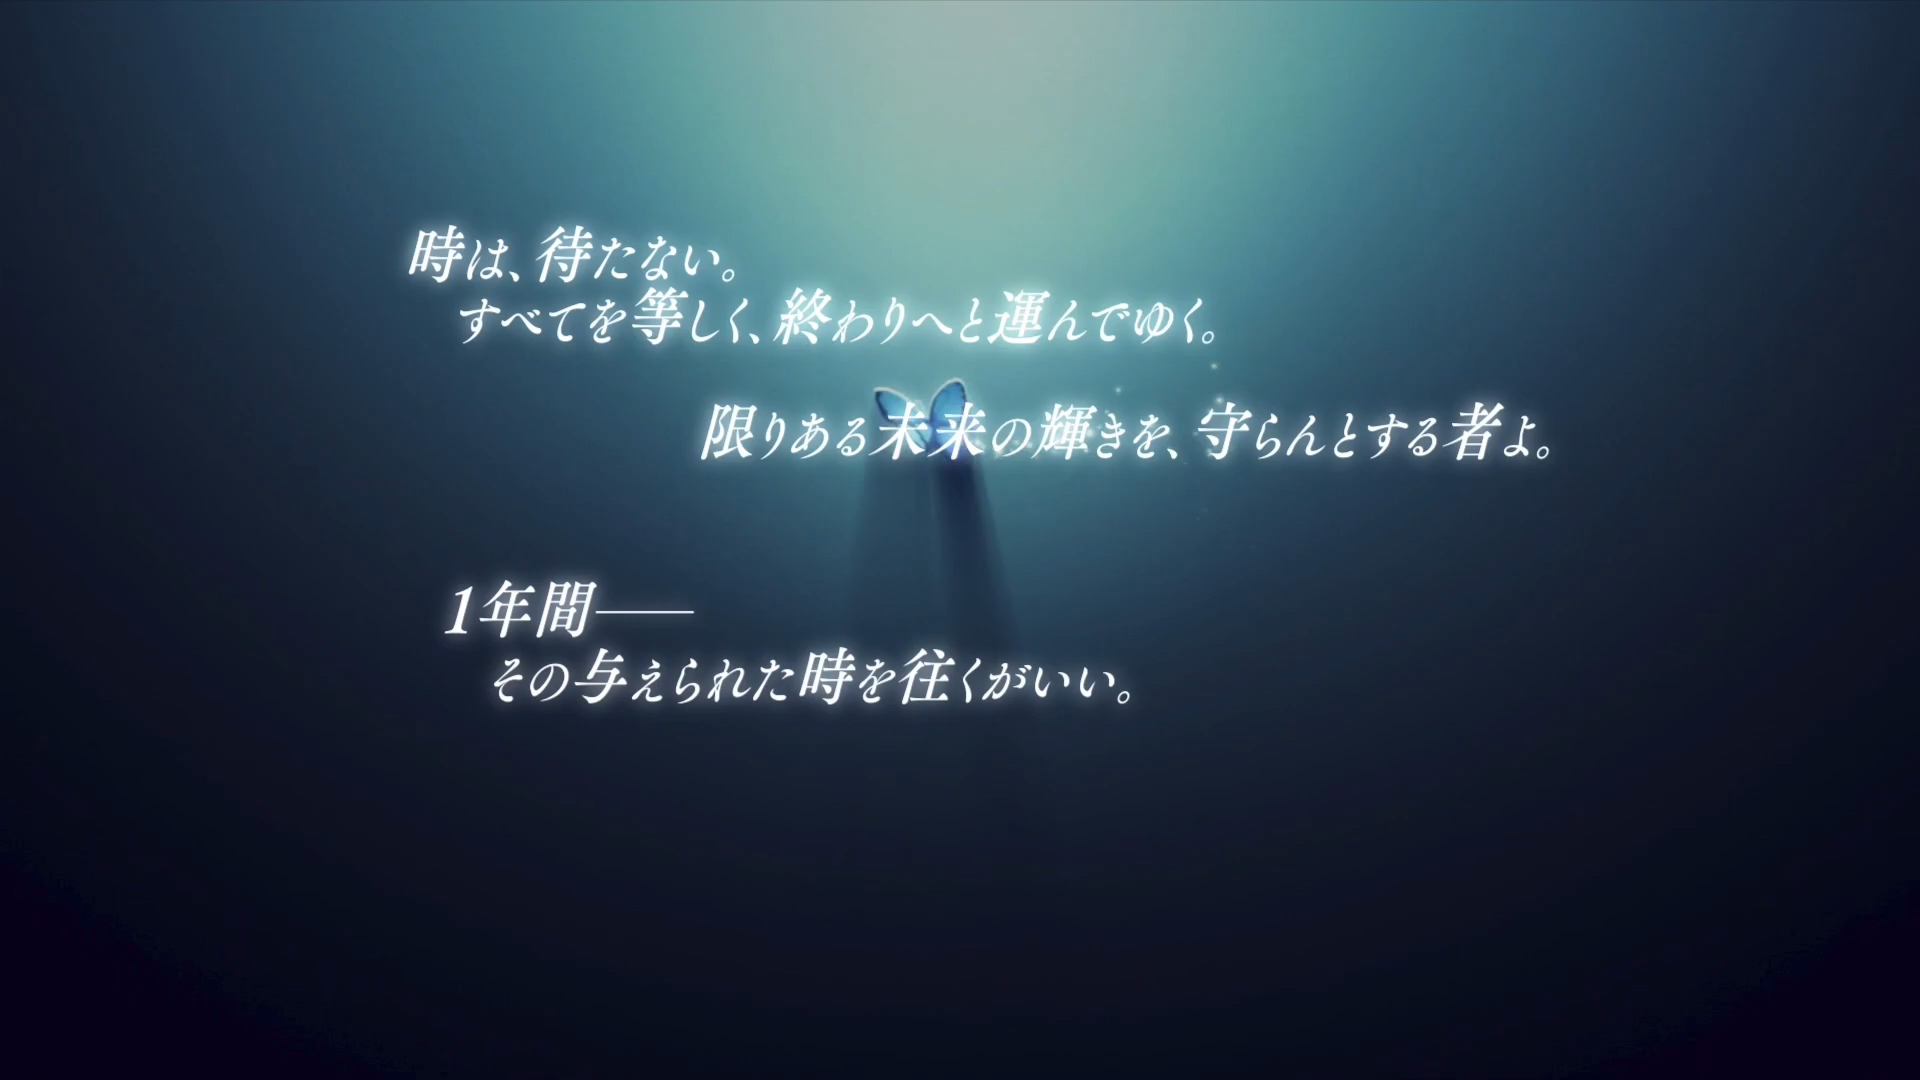 時は、待たない。
すべてを等しく、終わりへと運んでゆく。
限りある未来の輝きを、守らんとする者よ。
1年間――
その与えられた時を往くがいい。